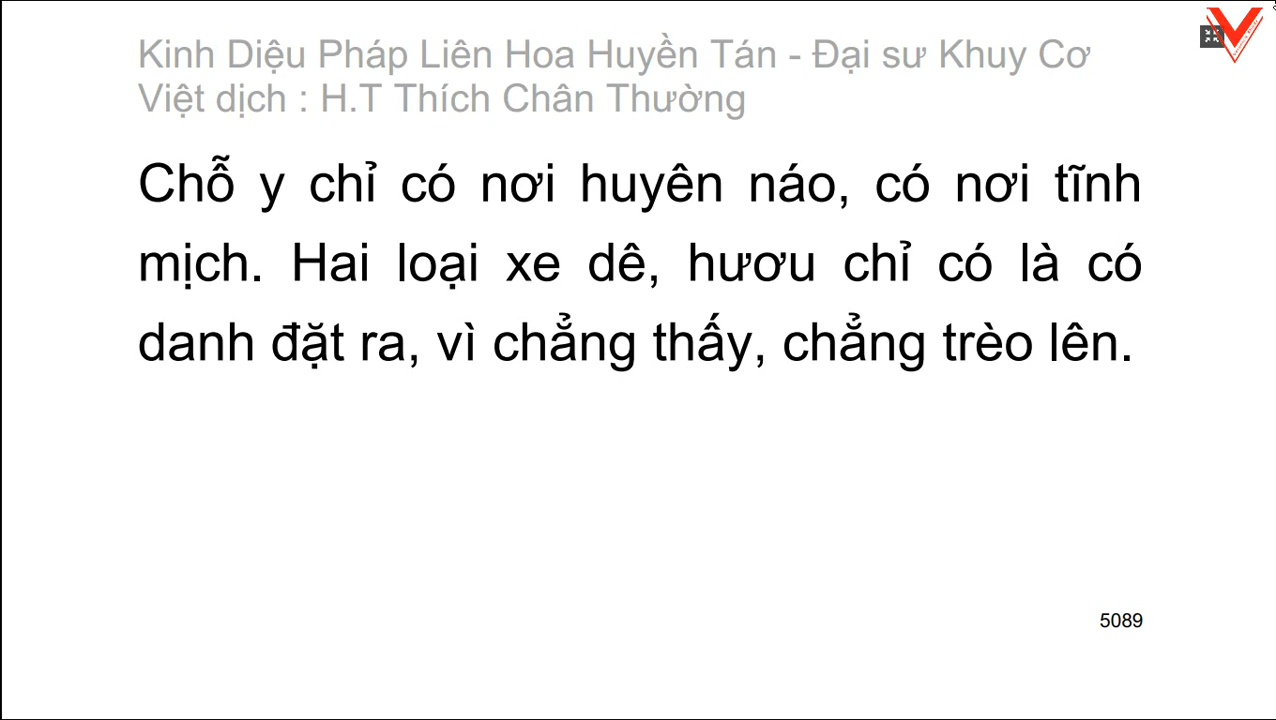 Kinh Diệu Pháp Liên Hoa Huyền Tán - Đại sư Khuy Cơ
Việt dịch : H.T Thích Chân Thường
Chỗ y chỉ có nơi huyên náo, có nơi tĩnh
mịch. Hai loại xe dê, hươu chỉ có là có
danh đặt ra, vì chẳng thấy, chẳng trèo lên.
5089